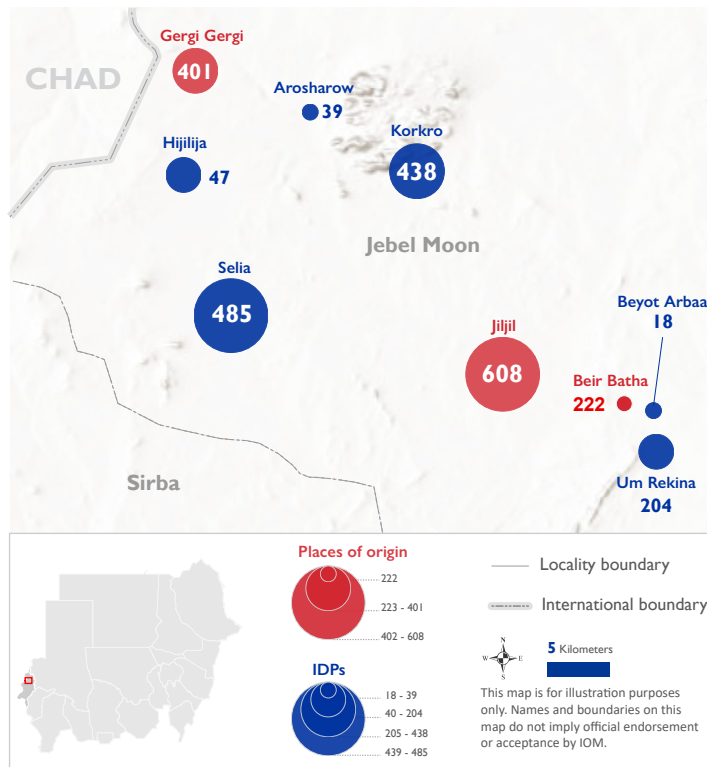 Gergi Gergi
401
CHAD
Arosharow
39
Korkro
438
Hijilija
47
Jebel Moon
Selia
485
Beyot Arbaa
18
Jiljil
608
Beir Batha
222
Um Rekina
204
Sirba
Places of origin
222
223 - 401
402 - 608
IDPs
18 - 39
40 - 204
205 - 438
439 - 485
Locality boundary
International boundary
N
W E
S
5 Kilometers
This map is for illustration purposes
only. Names and boundaries on this
map do not imply official endorsement
or acceptance by IOM.